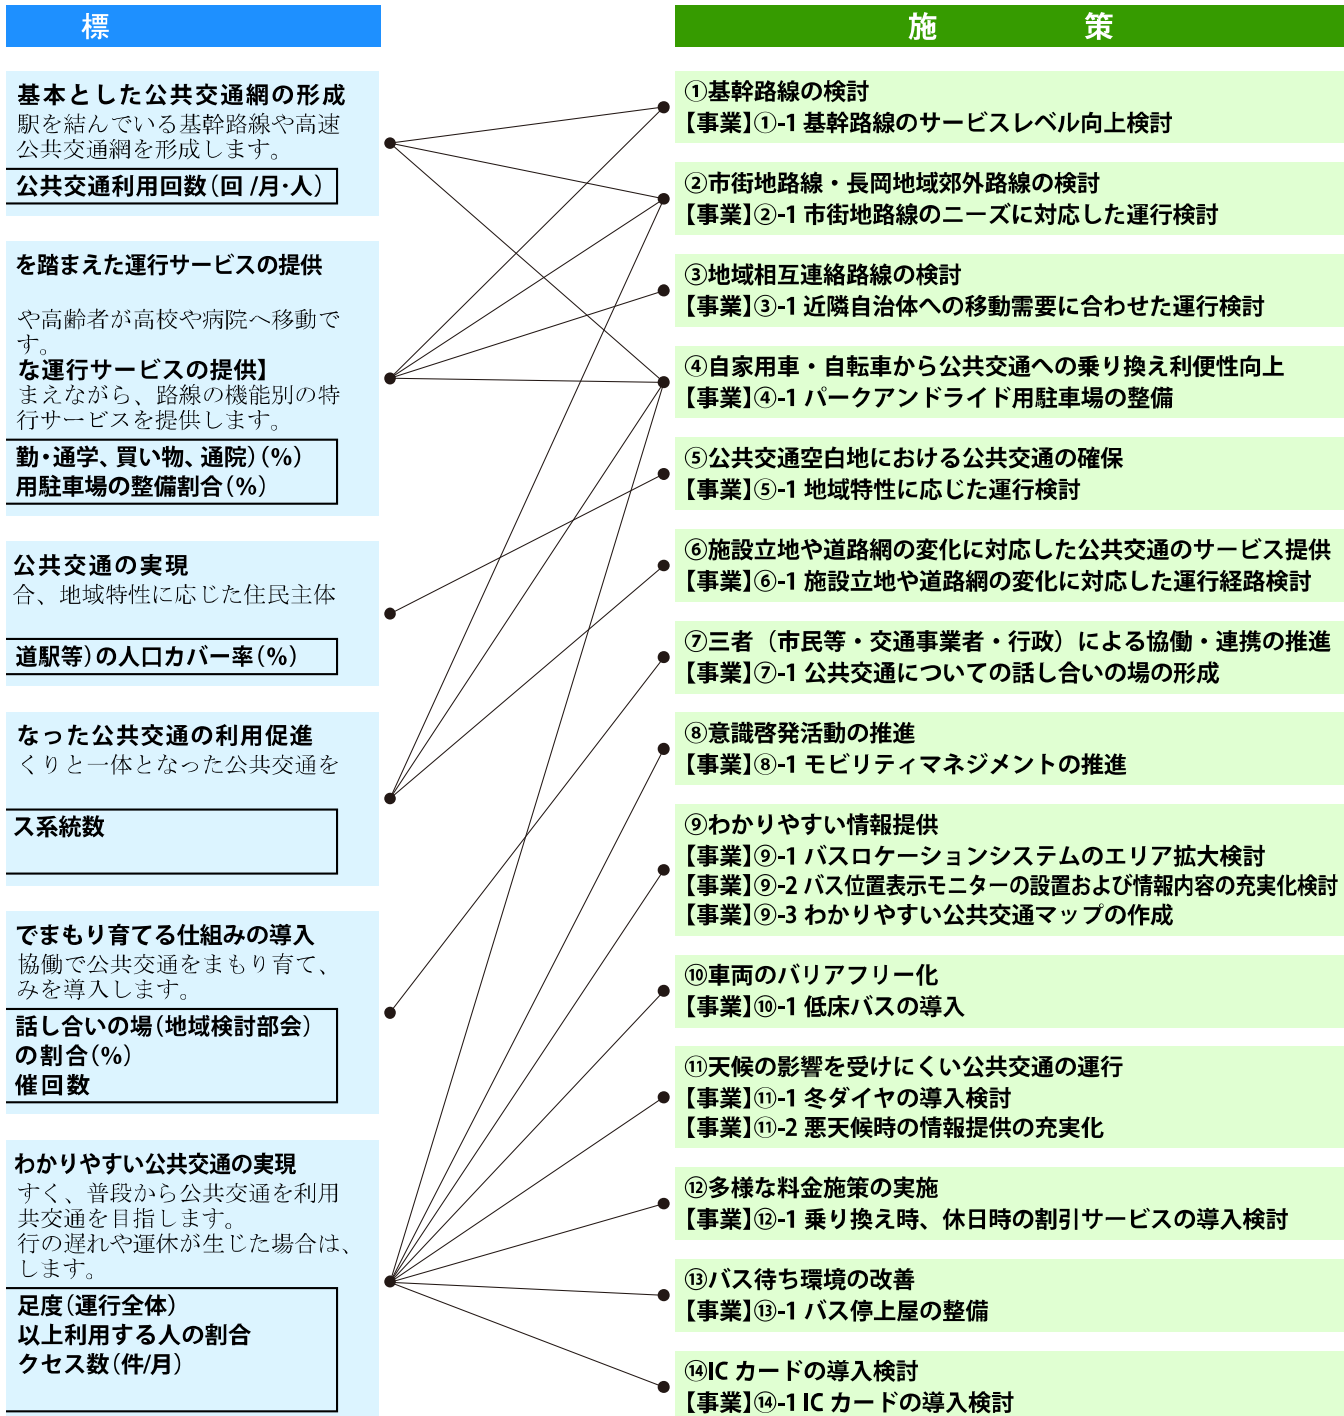 標
基本とした公共交通網の形成
駅を結んでいる基幹路線や高速
公共交通網を形成します。
公共交通利用回数(回 /月・人)
を踏まえた運行サービスの提供
や高齢者が高校や病院へ移動で
す。
な運行サービスの提供】
まえながら、路線の機能別の特
行サービスを提供します。
勤・通学、買い物、通院)(%)
用駐車場の整備割合(%)
公共交通の実現
合、地域特性に応じた住民主体
道駅等)の人口カバー率(%)
なった公共交通の利用促進
くりと一体となった公共交通を
ス系統数
でまもり育てる仕組みの導入
協働で公共交通をまもり育て、
みを導入します。
話し合いの場(地域検討部会)
の割合(%)
催回数
わかりやすい公共交通の実現
すく、普段から公共交通を利用
共交通を目指します。
行の遅れや運休が生じた場合は、
します。
足度(運行全体)
以上利用する人の割合
クセス数(件/月)
施 策
①基幹路線の検討
【事業】①-1 基幹路線のサービスレベル向上検討
②市街地路線・長岡地域郊外路線の検討
【事業】②-1 市街地路線のニーズに対応した運行検討
③地域相互連絡路線の検討
【事業】③-1 近隣自治体への移動需要に合わせた運行検討
④自家用車・自転車から公共交通への乗り換え利便性向上
【事業】④-1 パークアンドライド用駐車場の整備
⑤公共交通空白地における公共交通の確保
【事業】⑤-1 地域特性に応じた運行検討
⑥施設立地や道路網の変化に対応した公共交通のサービス提供
【事業】⑥-1 施設立地や道路網の変化に対応した運行経路検討
⑦三者（市民等・交通事業者・行政）による協働・連携の推進
【事業】⑦-1 公共交通についての話し合いの場の形成
⑧意識啓発活動の推進
【事業】⑧-1 モビリティマネジメントの推進
⑨わかりやすい情報提供
【事業】⑨-1 バスロケーションシステムのエリア拡大検討
【事業】⑨-2 バス位置表示モニターの設置および情報内容の充実化検討
【事業】⑨-3 わかりやすい公共交通マップの作成
⑩車両のバリアフリー化
【事業】⑩-1 低床バスの導入
⑪天候の影響を受けにくい公共交通の運行
【事業】⑪-1 冬ダイヤの導入検討
【事業】⑪-2 悪天候時の情報提供の充実化
⑫多様な料金施策の実施
【事業】⑫-1 乗り換え時、休日時の割引サービスの導入検討
⑬バス待ち環境の改善
【事業】⑬-1 バス停上屋の整備
⑭IC カードの導入検討
【事業】⑭-1 IC カードの導入検討